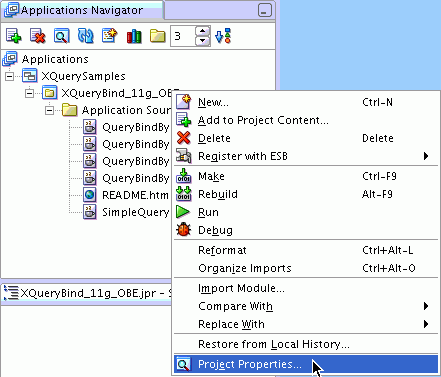 Applications Navigator
3
Applications
XQuerySamples
XQueryBind_11g_OBE
Application Sour
QueryBindBy
QueryBindBy
QueryBindBy
QueryBindBy
README.htm
SimpleQuery
XQueryBind_11g_OBE.jpr - S
New... Ctrl-N
Add to Project Content...
Delete Delete
Register with ESB
Make Ctrl-F9
Rebuild Alt-F9
Run
Debug
Reformat Ctrl+Alt-L
Organize Imports Ctrl+Alt-O
Import Module...
Compare With
Replace With
Restore from Local History...
Project Properties...